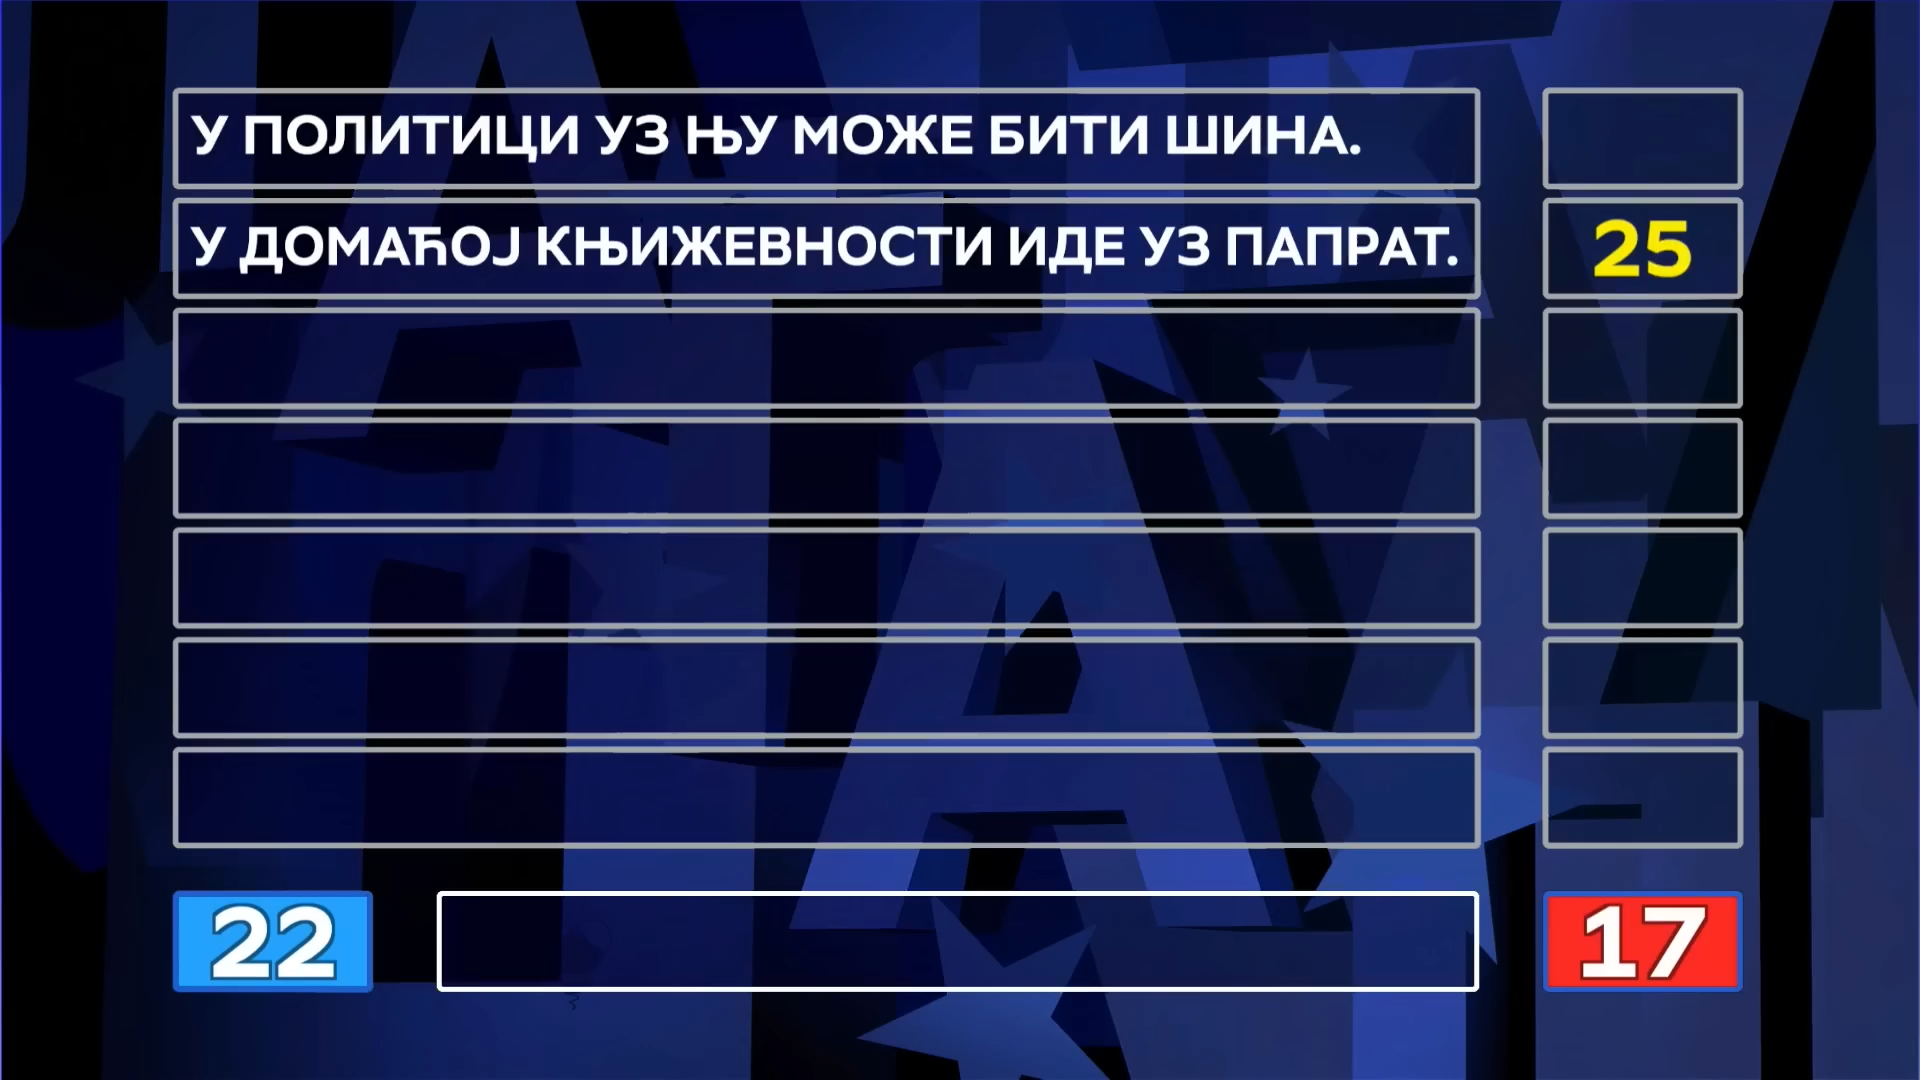 У ПОЛИТИЦИ УЗ ЊУ МОЖЕ БИТИ ШИНА.
У ДОМАЋОЈ КЊИЖЕВНОСТИ ИДЕ УЗ ПАПРАТ. 25
22 17